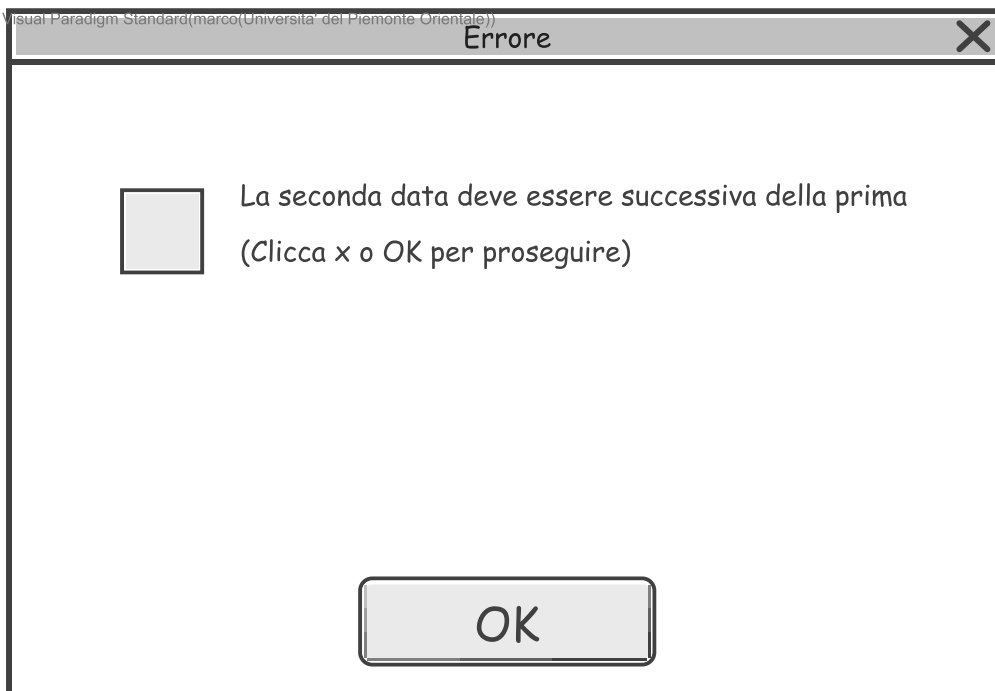 Visual Paradigm Standard(marco(Universita' del Piemonte Orientale))
Errore
La seconda data deve essere successiva della prima
(Clicca x o OK per proseguire)
OK